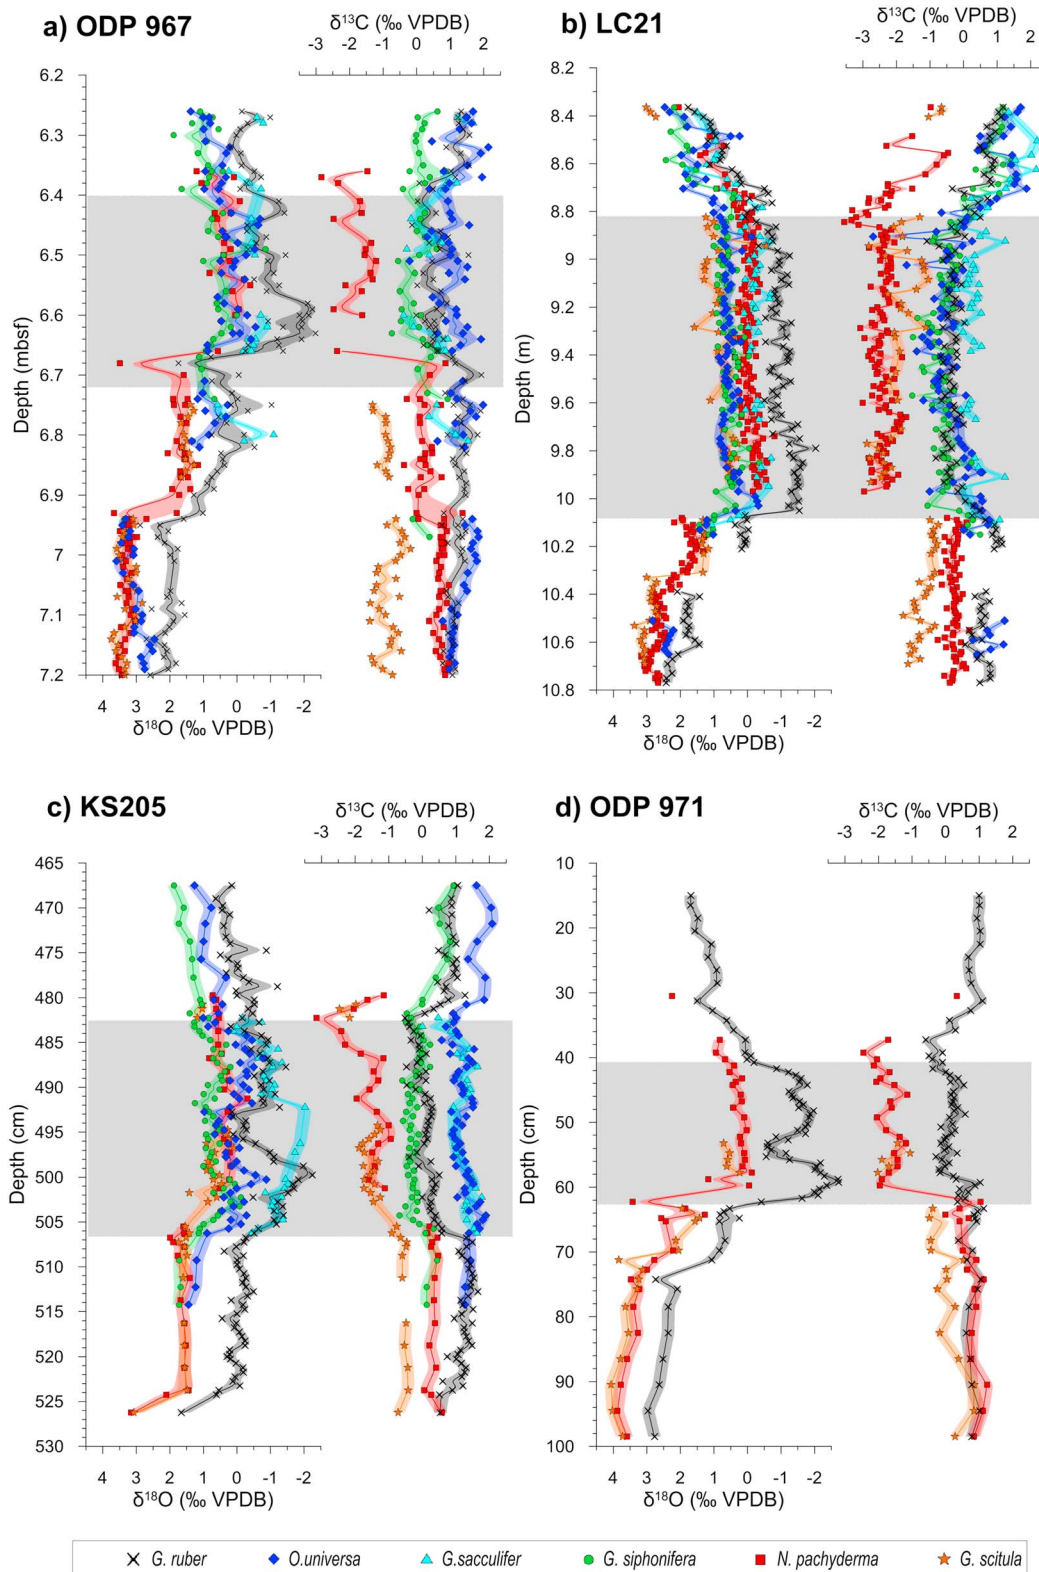 a) ODP 967
δ13C (‰ VPDB)
-3 -2 -1 0 1 2
6.2
6.3
6.4
6.5
6.6
6.7
6.8
6.9
7
7.1
7.2
Depth (mbsf)
4 3 2 1 0 -1 -2
δ18O (‰ VPDB)
b) LC21
δ13C (‰ VPDB)
-3 -2 -1 0 1 2
8.2
8.4
8.6
8.8
9
9.2
9.4
9.6
9.8
10
10.2
10.4
10.6
10.8
Depth (m)
4 3 2 1 0 -1 -2
δ18O (‰ VPDB)
c) KS205
δ13C (‰ VPDB)
-3 -2 -1 0 1 2
465
470
475
480
485
490
495
500
505
510
514
520
525
530
Depth (cm)
4 3 2 1 0 -1 -2
δ18O (‰ VPDB)
d) ODP 971
δ13C (‰ VPDB)
-3 -2 -1 0 1 2
10
20
30
40
50
60
70
80
90
100
Depth (cm)
4 3 2 1 0 -1 -2
δ18O (‰ VPDB)
G. ruber O.universa G.sacculifer G. siphonifera N. pachyderma G. scitula